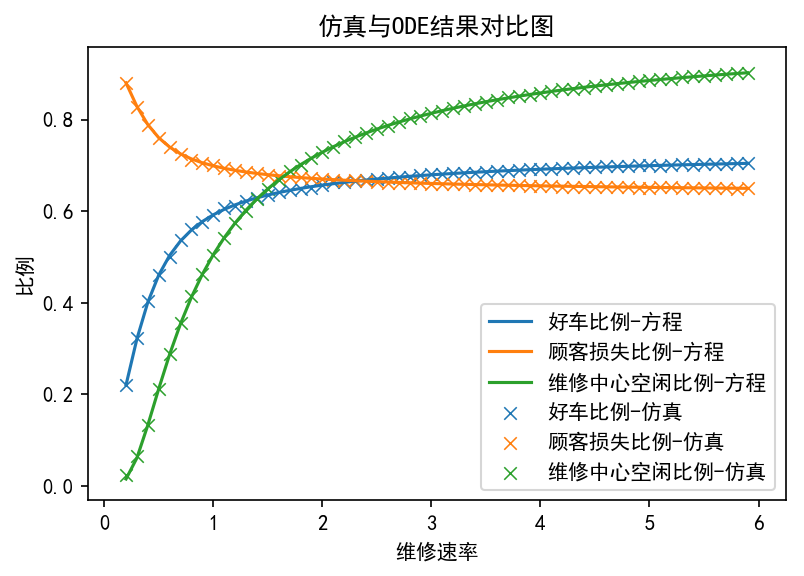 仿真与ODE结果对比图
比例
0.8
0.6
0.4
0.2
0.0
好车比例-方程
顾客损失比例-方程
维修中心空闲比例-方程
好车比例-仿真
顾客损失比例-仿真
维修中心空闲比例-仿真
0 1 2 3 4 5 6
维修速率